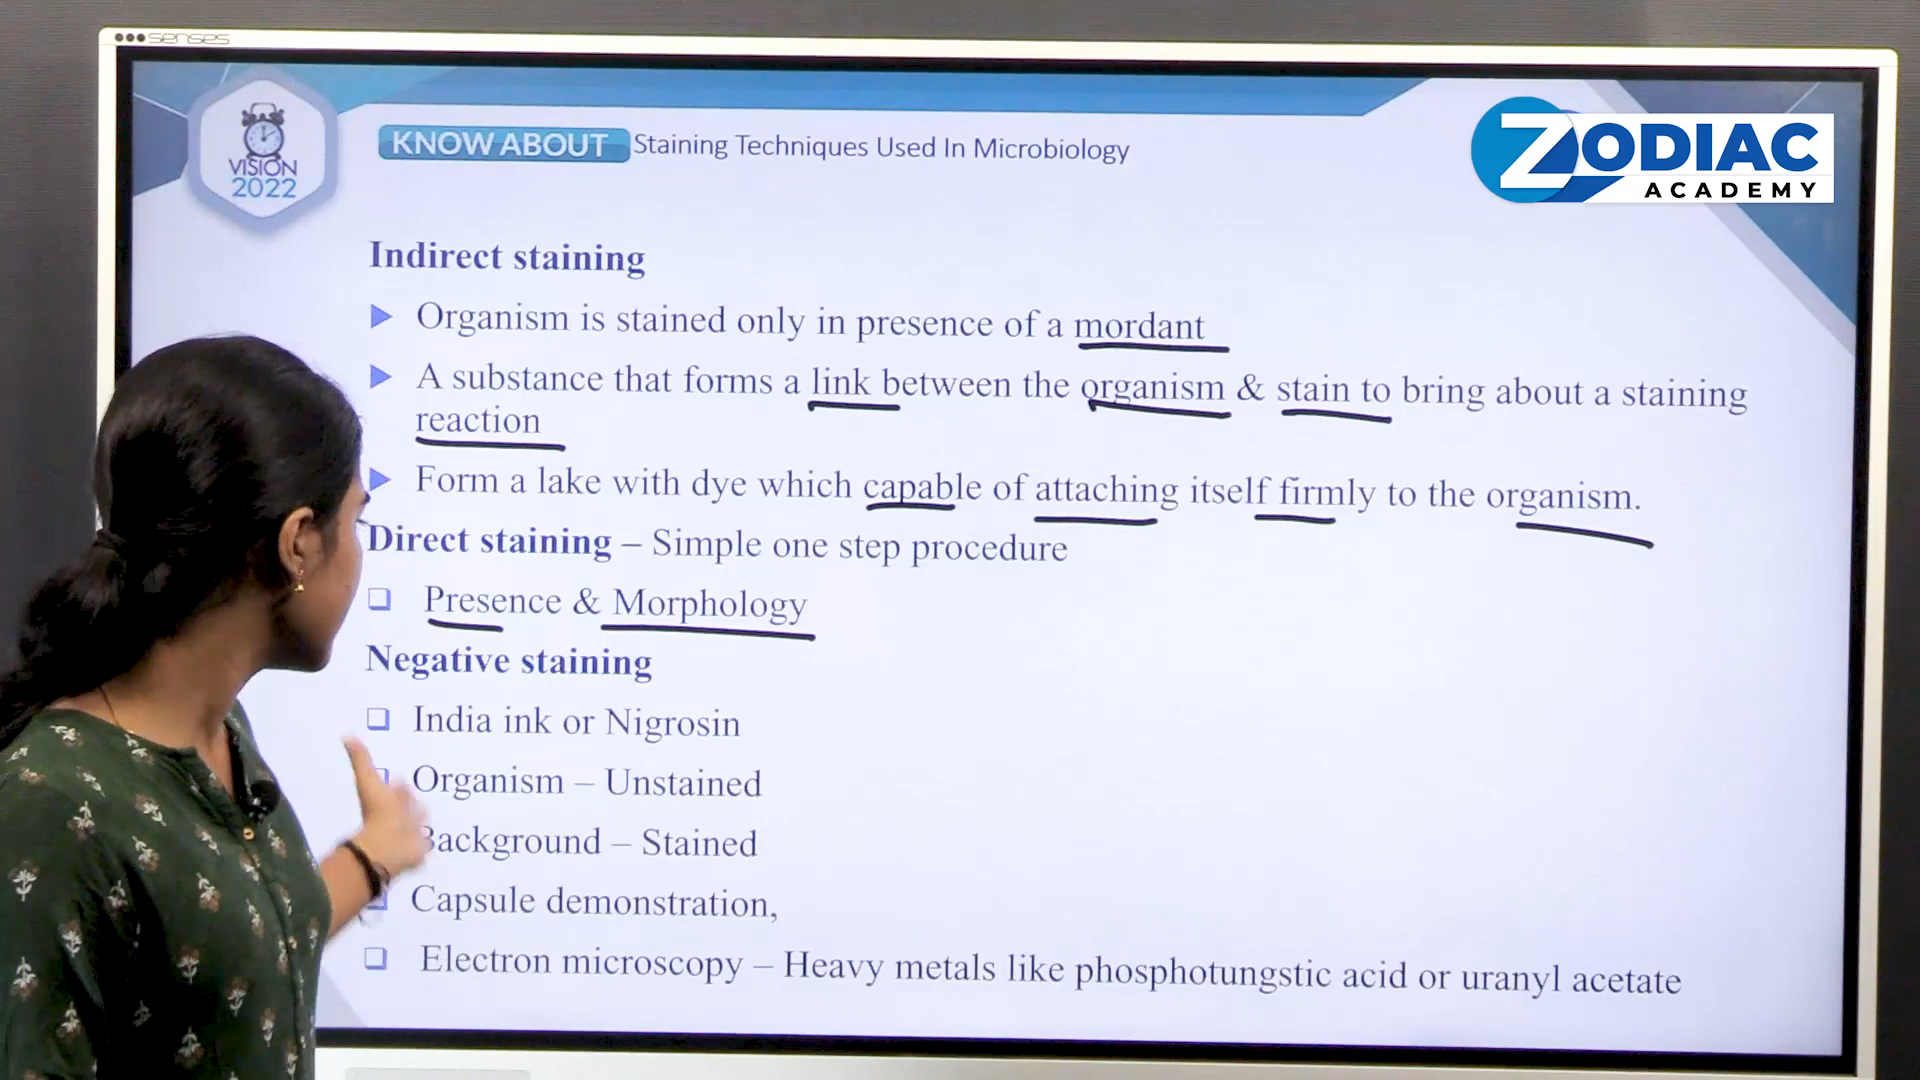 senses
VISION
2022
KNOW ABOUT Staining Techniques Used In Microbiology
ZODIAC
ACADEMY
Indirect staining
Organism is stained only in presence of a mordant
A substance that forms a link between the organism & stain to bring about a staining
reaction
Form a lake with dye which capable of attaching itself firmly to the organism.
Direct staining – Simple one step procedure
Presence & Morphology
Negative staining
India ink or Nigrosin
Organism – Unstained
Background – Stained
Capsule demonstration,
Electron microscopy – Heavy metals like phosphotungstic acid or uranyl acetate